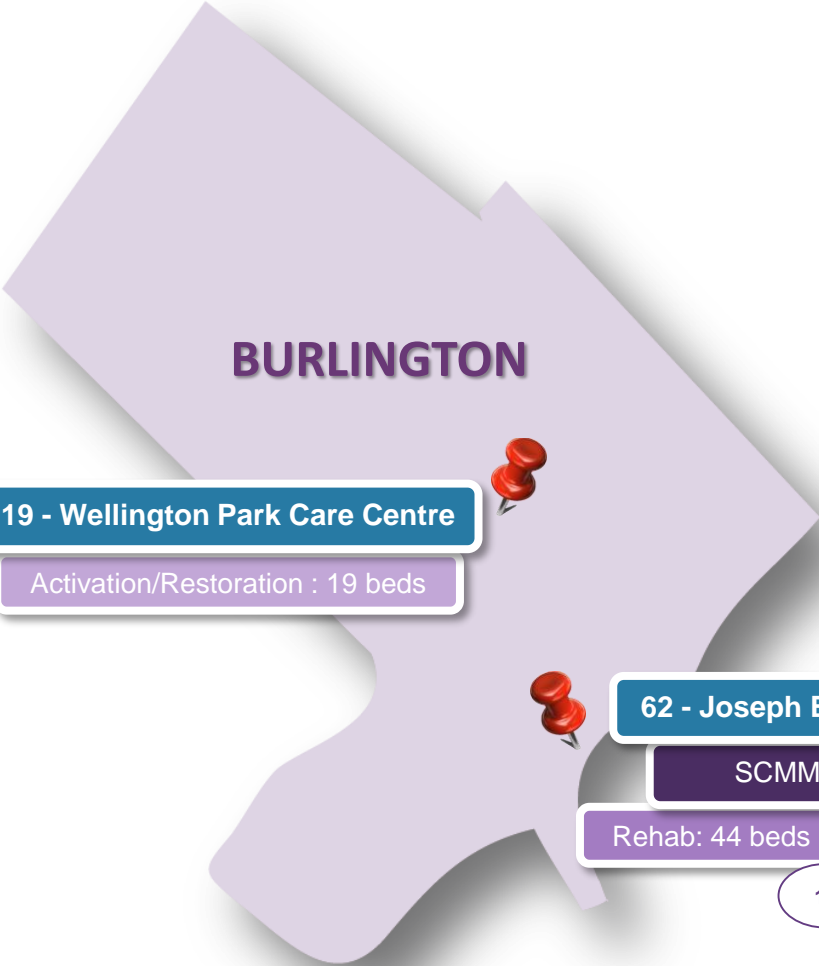 BURLINGTON
19 - Wellington Park Care Centre
Activation/Restoration : 19 beds
62 - Joseph
SCMM
Rehab: 44 beds